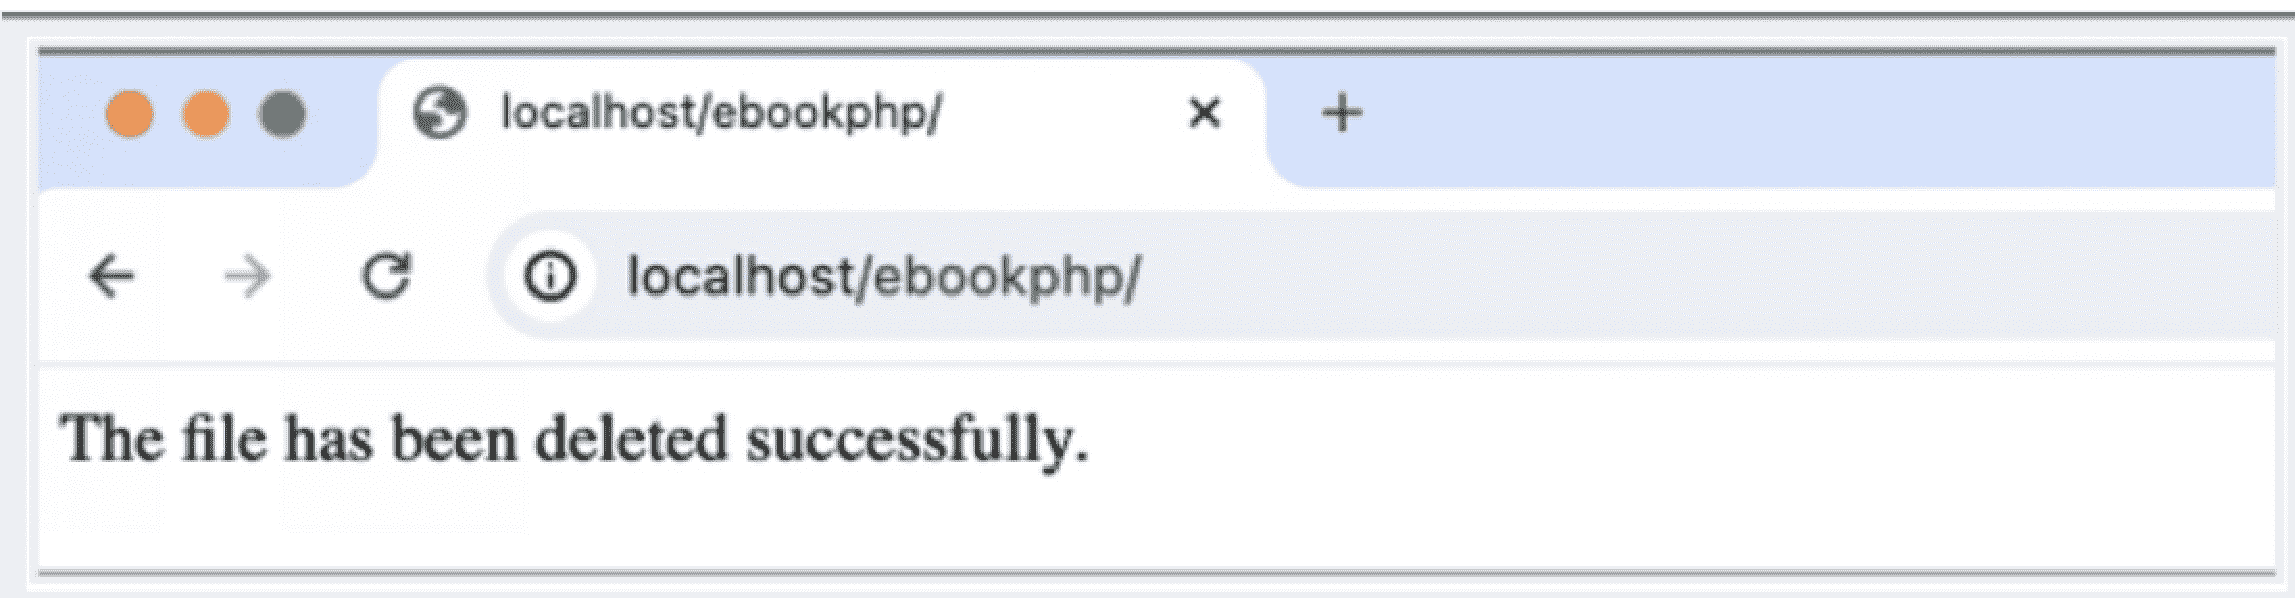 localhost/ebookphp/
localhost/ebookphp/
The file has been deleted successfully.